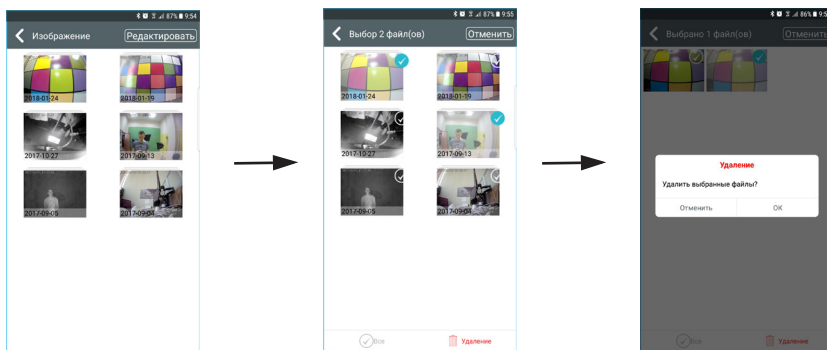 87% 9:54
Изображение
Редактировать
2018-01-24
2018-01-19
2017-10-27
2017-09-13
2017-09-05
2017-09-04
87% 9:55
Выбор 2 файл(ов)
Отменить
2018-01-24
2018-01-19
2017-10-27
2017-09-13
2017-09-05
2017-09-04
Все
Удаление
86%
Выбрано 1 файл(ов)
Отменить
Удаление
Удалить выбранные файлы?
Отменить
OK
Все
Удаление